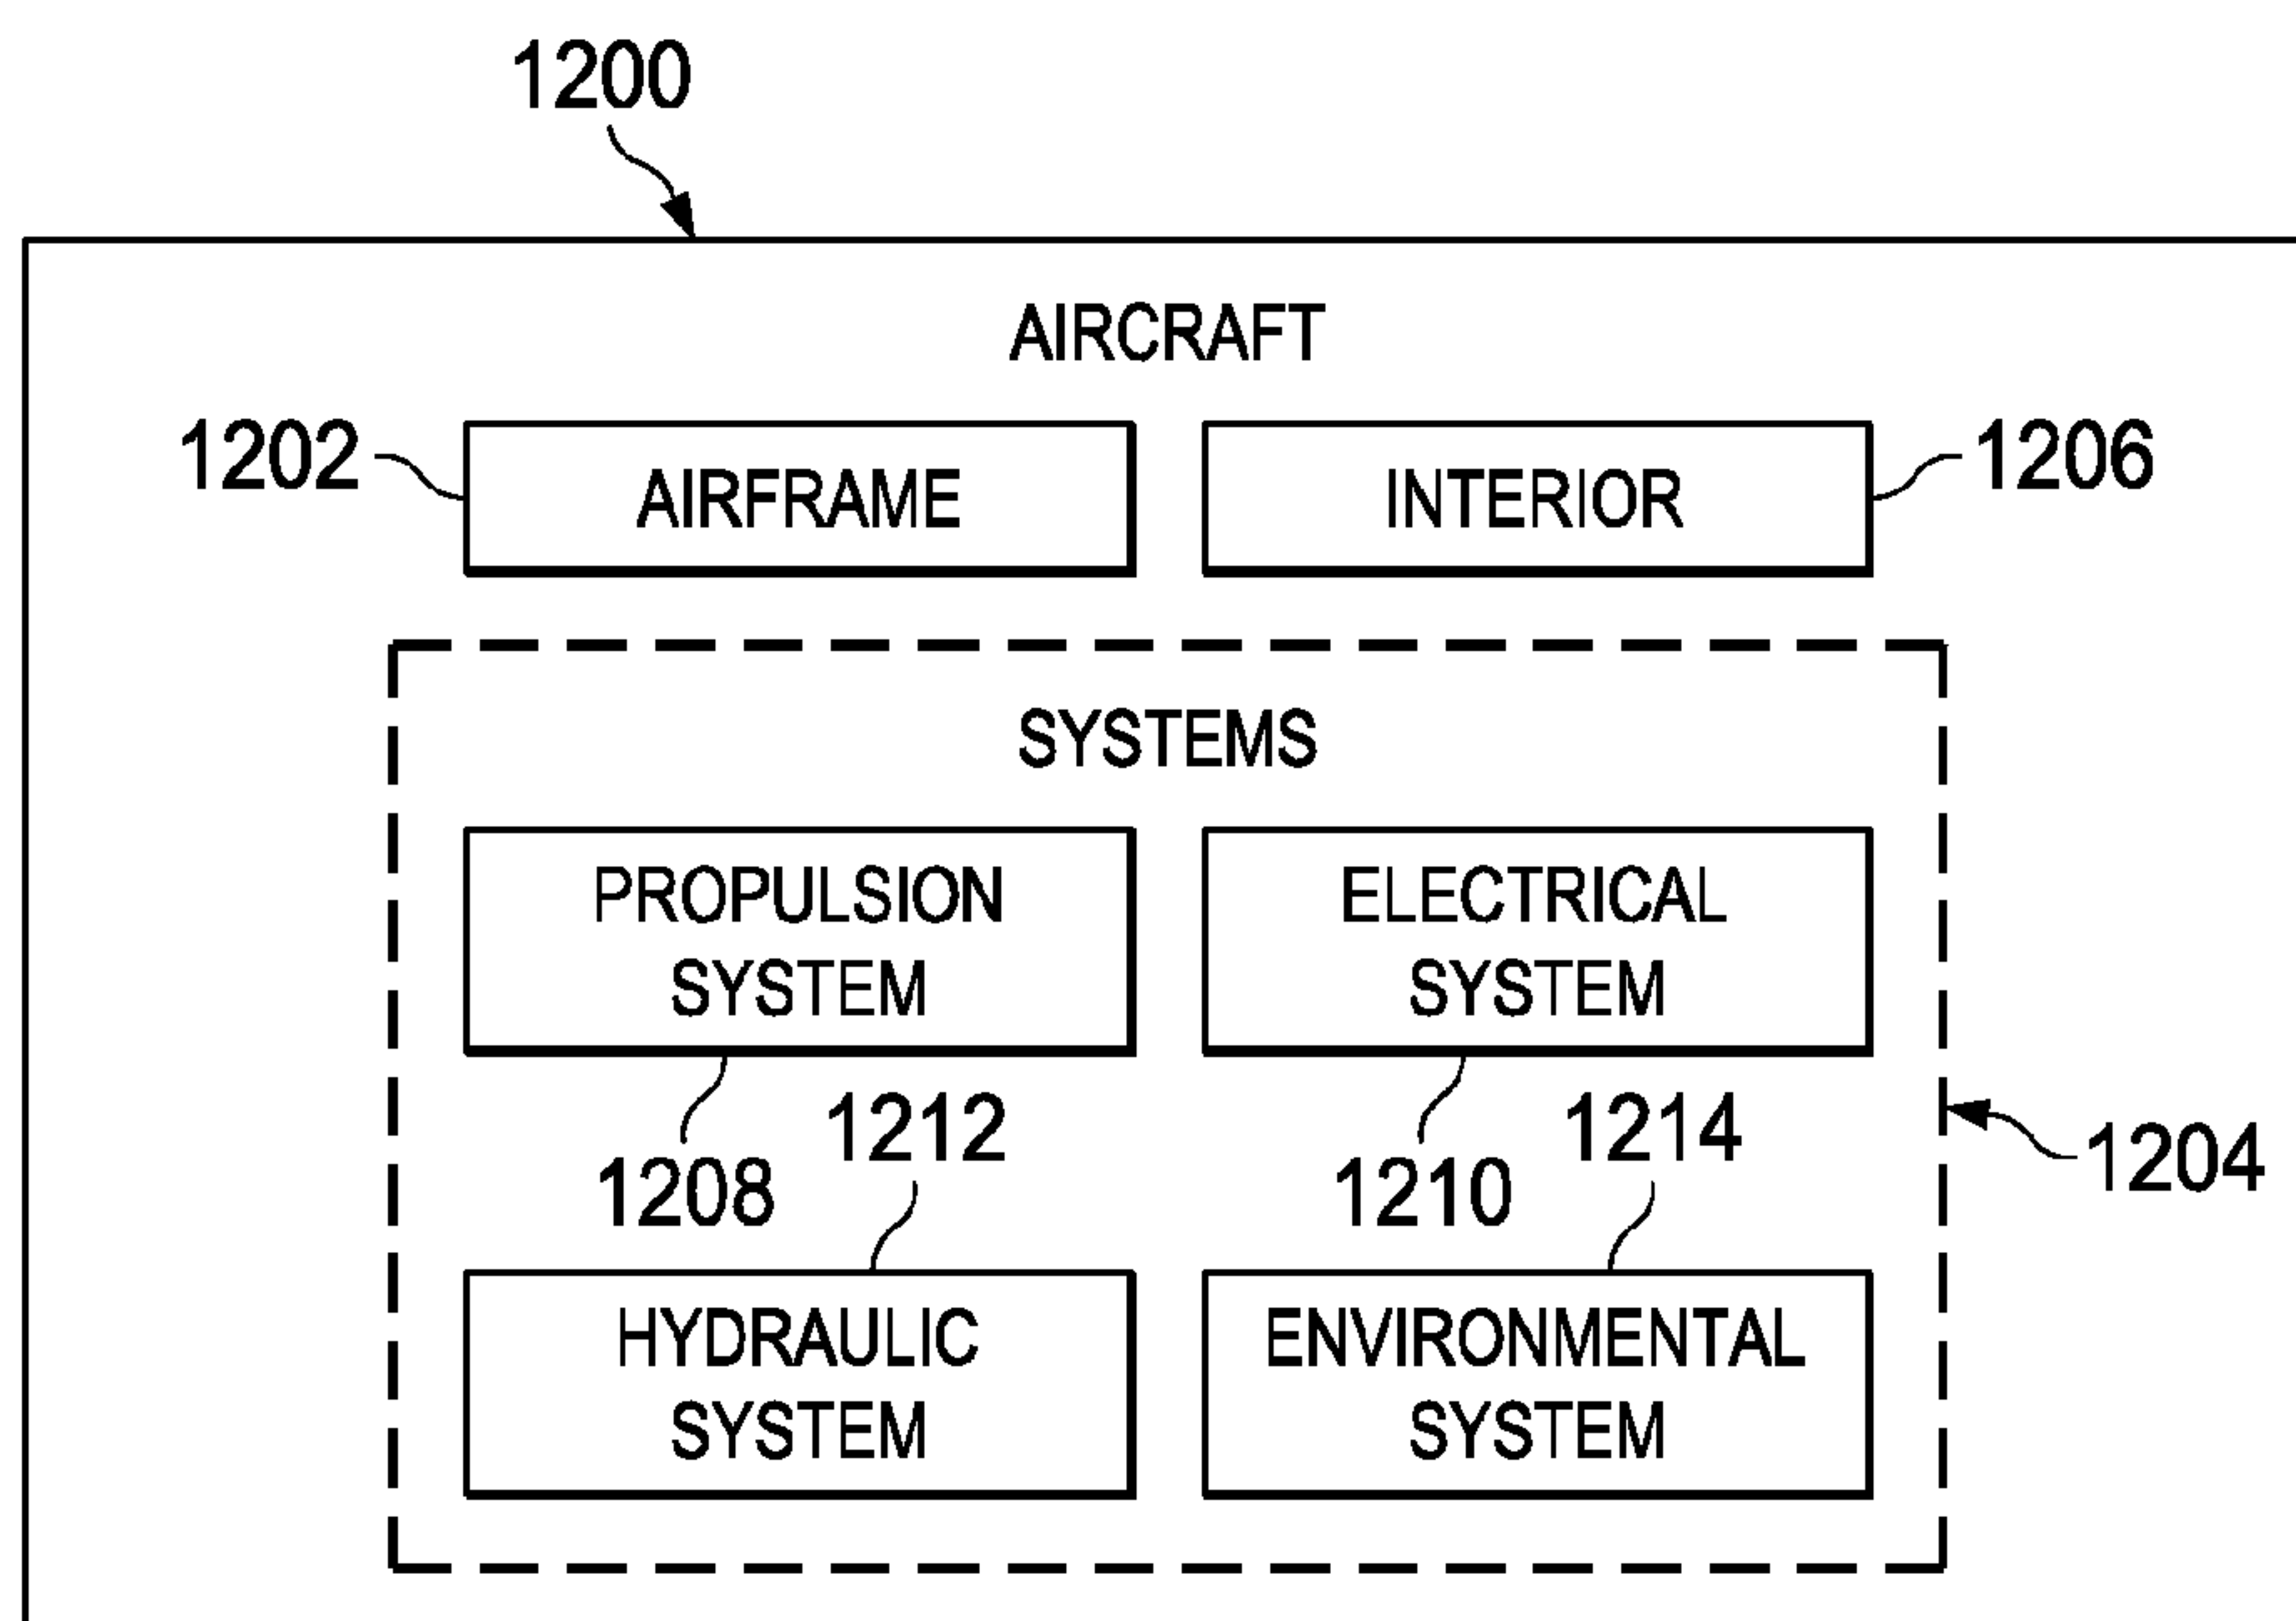 1200
AIRCRAFT
1202
AIRFRAME
INTERIOR
1206
SYSTEMS
PROPULSION
SYSTEM
ELECTRICAL
SYSTEM
1208
1212
1210
1214
1204
HYDRAULIC
SYSTEM
ENVIRONMENTAL
SYSTEM